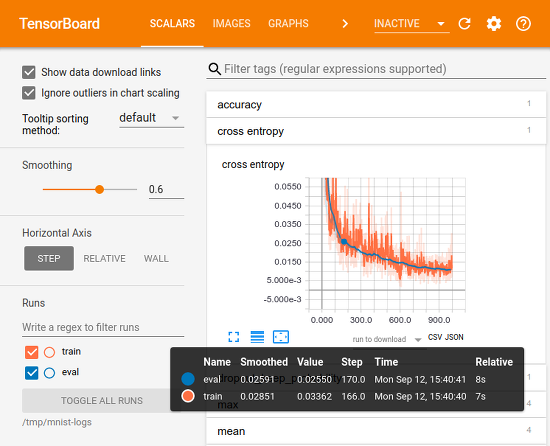 TensorBoard SCALARS IMAGES GRAPHS INACTIVE
Show data download links
Ignore outliers in chart scaling
Tooltip sorting method: default
Smoothing
0.6
Horizontal Axis
STEP RELATIVE WALL
Runs
Write a regex to filter runs
train
eval
TOGGLE ALL RUNS
/tmp/mnist-logs
Filter tags (regular expressions supported)
accuracy 1
cross entropy 1
cross entropy
0.0550
0.0450
0.0350
0.0250
0.0150
5.000e-3
-5.000e-3
0.000 300.0 600.0 900.0
run to download CSV JSON
Name Smoothed Value Step Time Relative
eval 0.02591 0.02550 170.0 Mon Sep 12, 15:40:41 8s
train 0.02851 0.03362 166.0 Mon Sep 12, 15:40:40 7s
1
max 4
mean 4